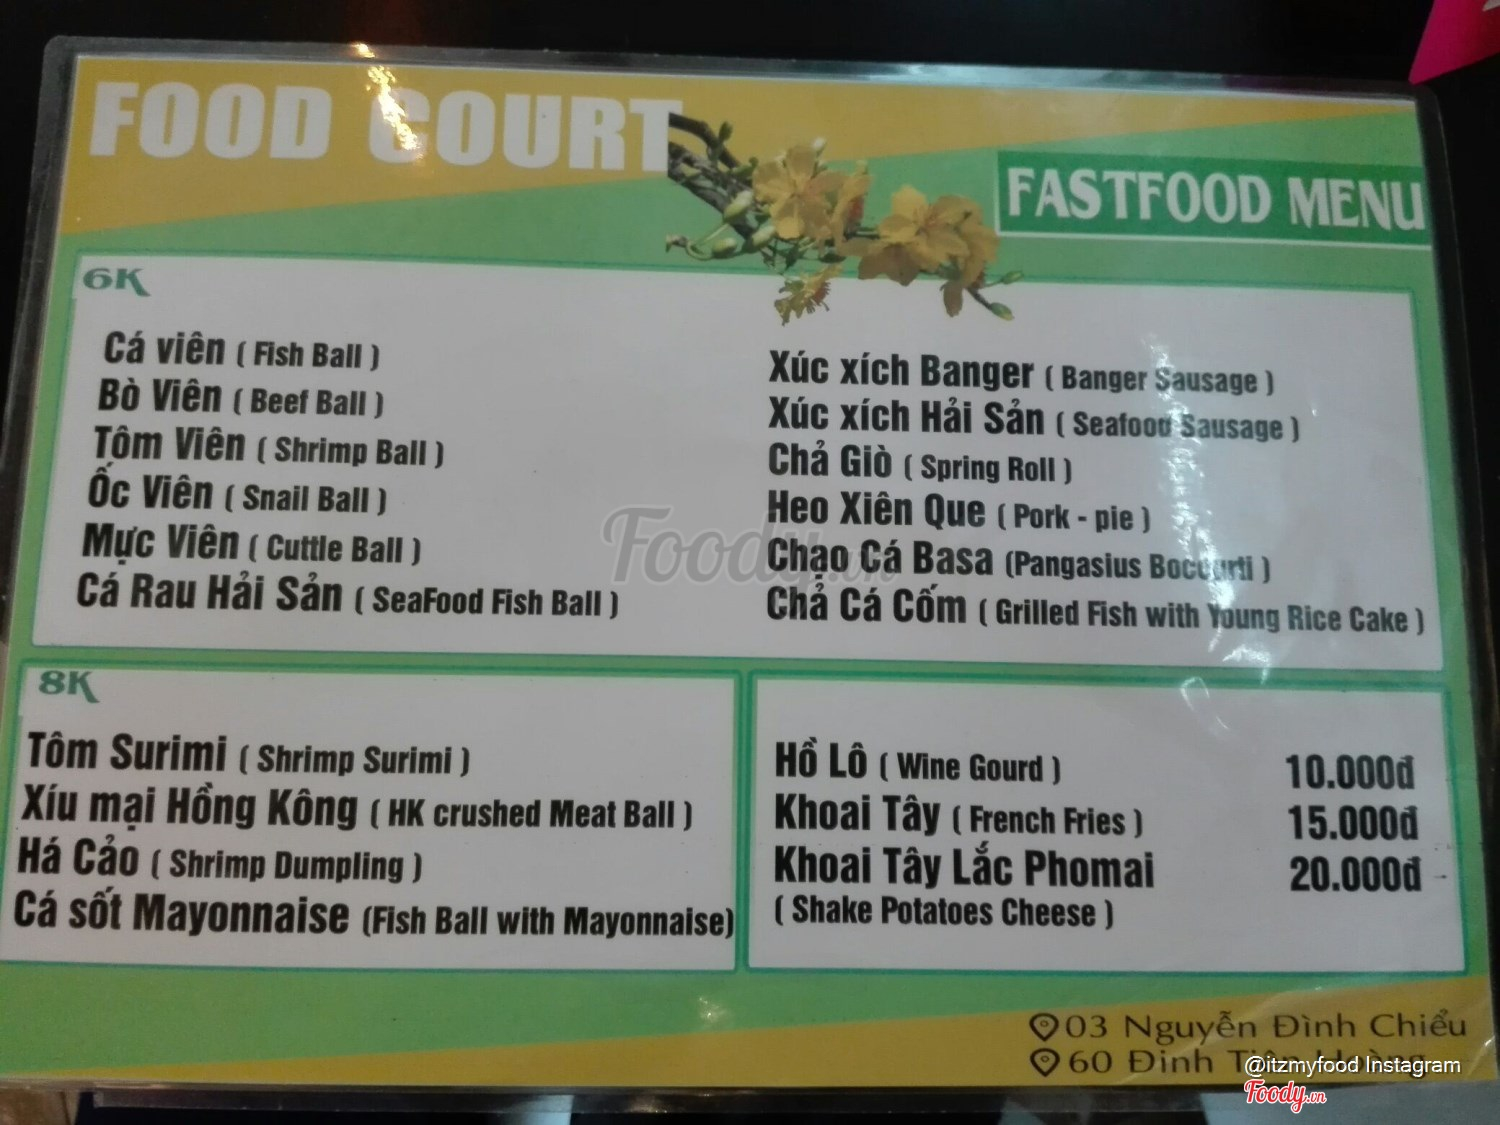 FOOD COURT
FASTFOOD MENU
6K
Cá viên ( Fish Ball )
Bò Viên ( Beef Ball )
Tôm Viên ( Shrimp Ball )
Ốc Viên ( Snail Ball )
Mực Viên ( Cuttle Ball )
Cá Rau Hải Sản ( SeaFood Fish Ball )
Xúc xích Banger ( Banger Sausage )
Xúc xích Hải Sản ( Seafood Sausage )
Chả Giò ( Spring Roll )
Heo Xiên Que ( Pork - pie )
Chạo Cá Basa (Pangasius Bocourti )
Chả Cá Cốm ( Grilled Fish with Young Rice Cake )
Foody.vn
8K
Tôm Surimi ( Shrimp Surimi )
Xíu mại Hồng Kông ( HK crushed Meat Ball )
Há Cảo ( Shrimp Dumpling )
Cá sốt Mayonnaise (Fish Ball with Mayonnaise)
Hồ Lô ( Wine Gourd ) 10.000đ
Khoai Tây ( French Fries ) 15.000đ
Khoai Tây Lắc Phomai 20.000đ
( Shake Potatoes Cheese )
03 Nguyễn Đình Chiểu
60 Đinh Tiên Hoàng
@itzmyfood Instagram
Foody.vn